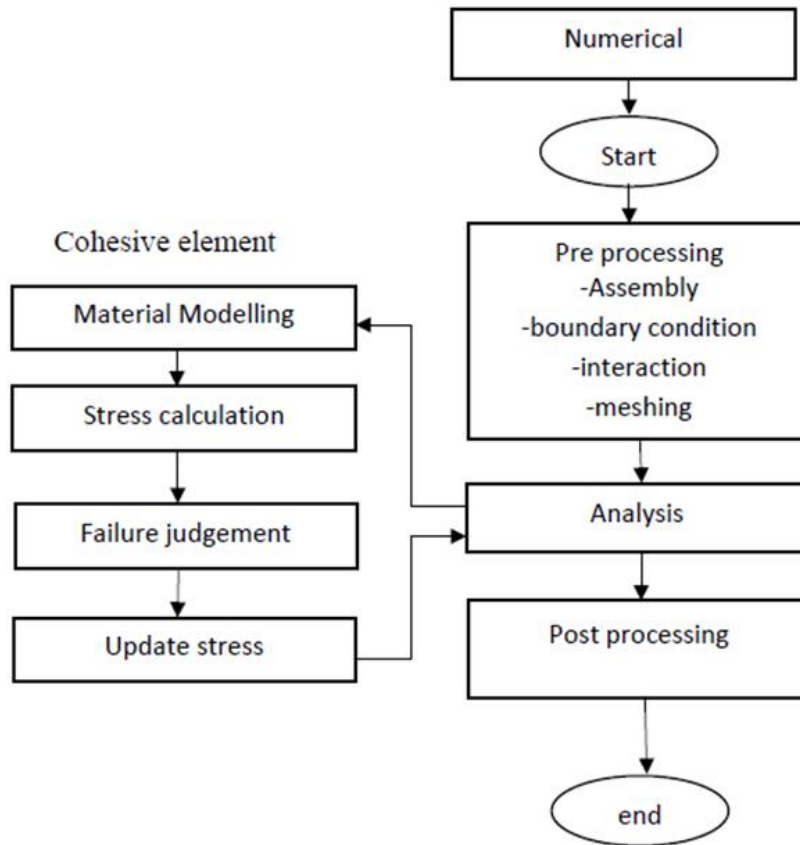 Numerical
Start
Pre processing
-Assembly
-boundary condition
-interaction
-meshing
Analysis
Post processing
end
Cohesive element
Material Modelling
Stress calculation
Failure judgement
Update stress